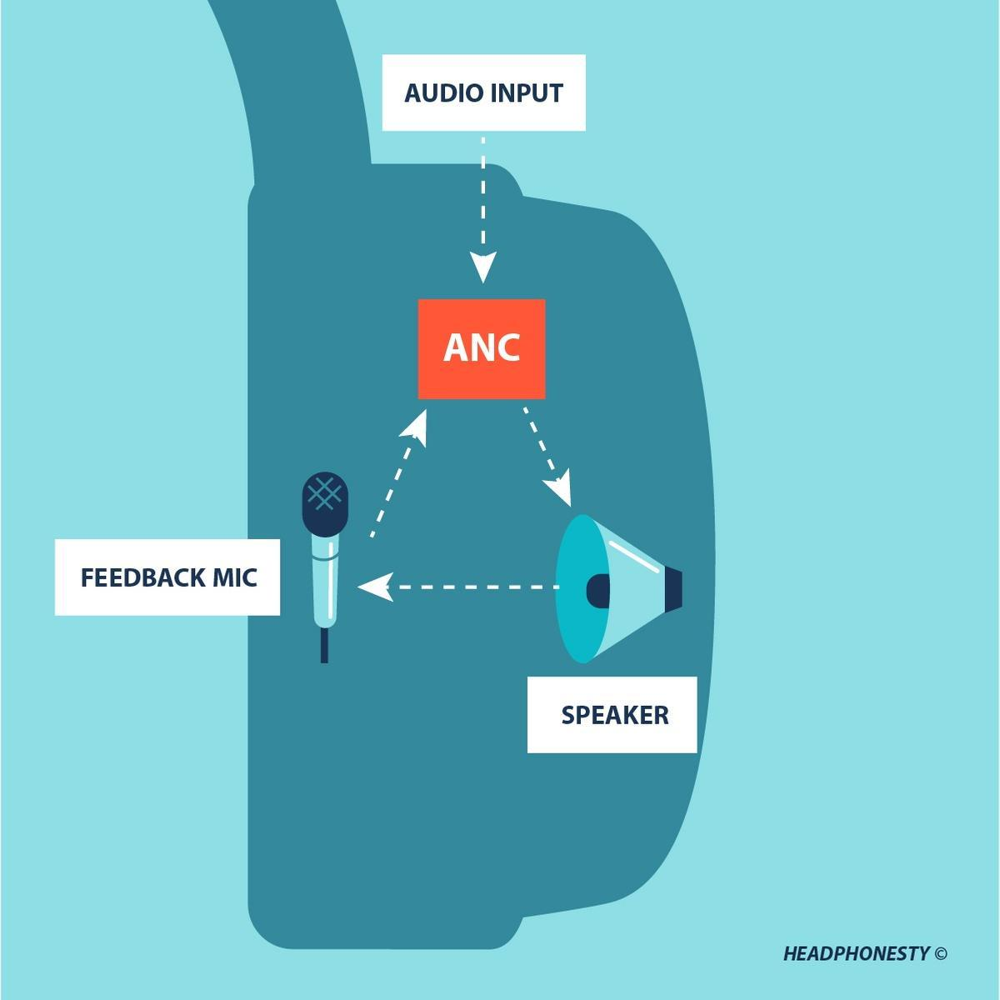 AUDIO INPUT
ANC
FEEDBACK MIC
SPEAKER
HEADPHONESTY ©